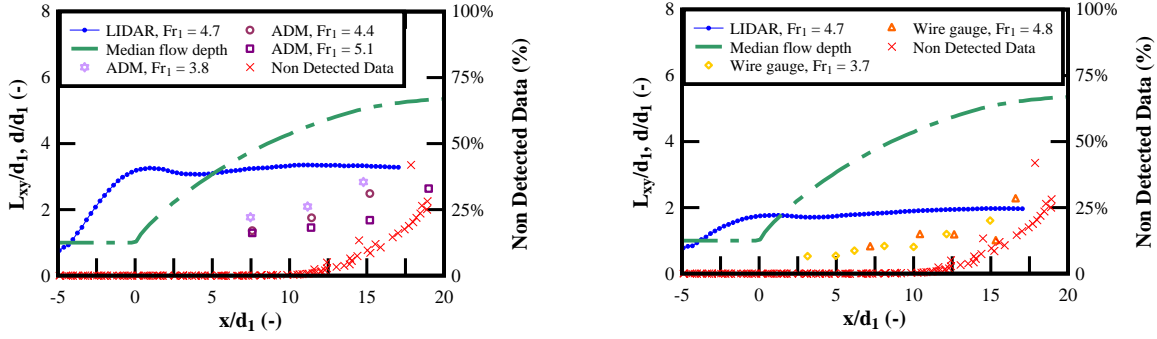 8
6
4
2
0
L_xy/d_1, d/d_1 (-)
LIDAR, Fr_1 = 4.7
Median flow depth
ADM, Fr_1 = 3.8
ADM, Fr_1 = 4.4
ADM, Fr_1 = 5.1
Non Detected Data
100%
75%
50%
25%
0
Non Detected Data (%)
-5 0 5 10 15 20
x/d_1 (-)
8
6
4
2
0
L_xy/d_1, d/d_1 (-)
LIDAR, Fr_1 = 4.7
Median flow depth
Wire gauge, Fr_1 = 3.7
Wire gauge, Fr_1 = 4.8
Non Detected Data
100%
75%
50%
25%
0
Non Detected Data (%)
-5 0 5 10 15 20
x/d_1 (-)